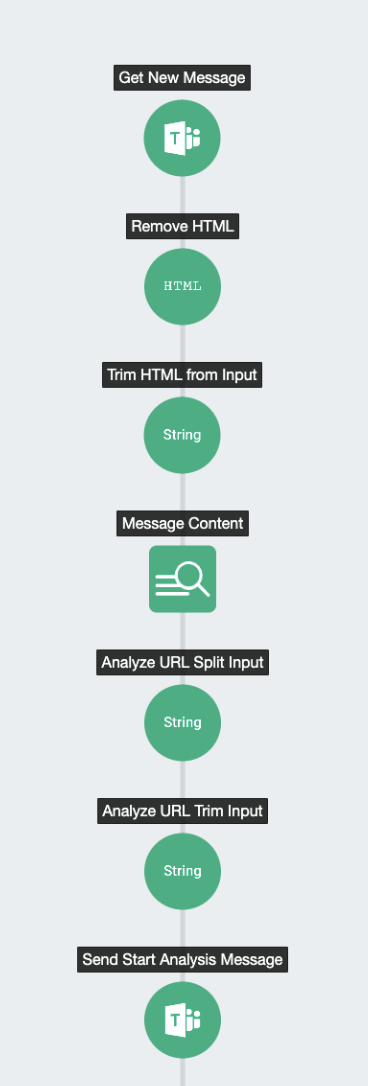 Get New Message
T
Remove HTML
HTML
Trim HTML from Input
String
Message Content
Analyze URL Split Input
String
Analyze URL Trim Input
String
Send Start Analysis Message
T